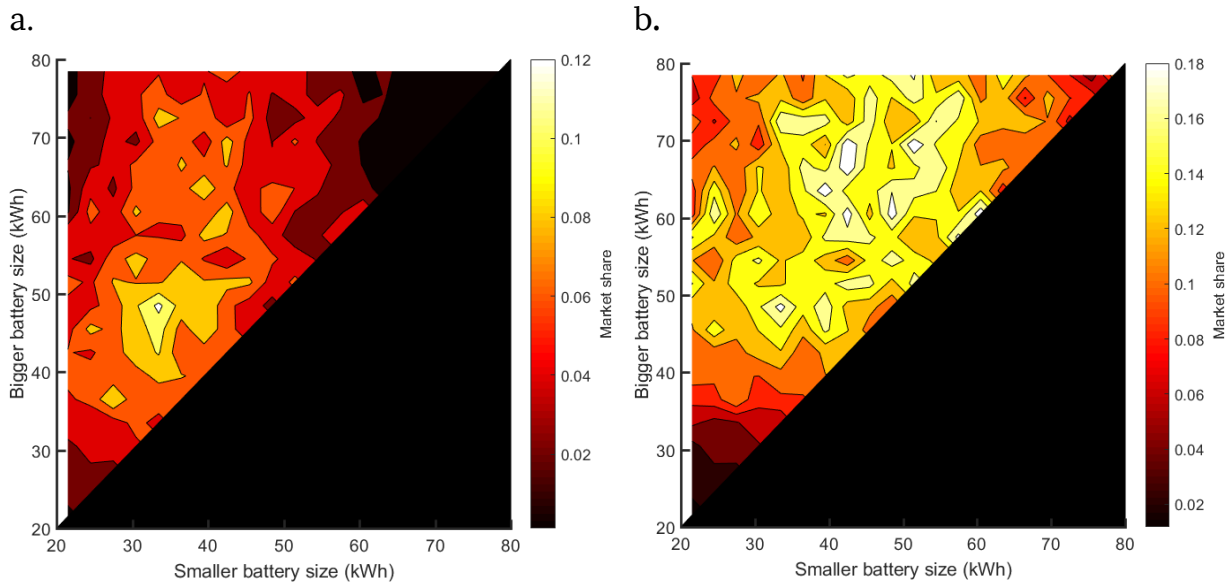 a.
80
70
60
50
40
30
20
Bigger battery size (kWh)
20 30 40 50 60 70 80
Smaller battery size (kWh)
0.12
0.1
0.08
0.06
0.04
0.02
Market share
b.
80
70
60
50
40
30
20
Bigger battery size (kWh)
20 30 40 50 60 70 80
Smaller battery size (kWh)
0.18
0.16
0.14
0.12
0.1
0.08
0.06
0.04
0.02
Market share